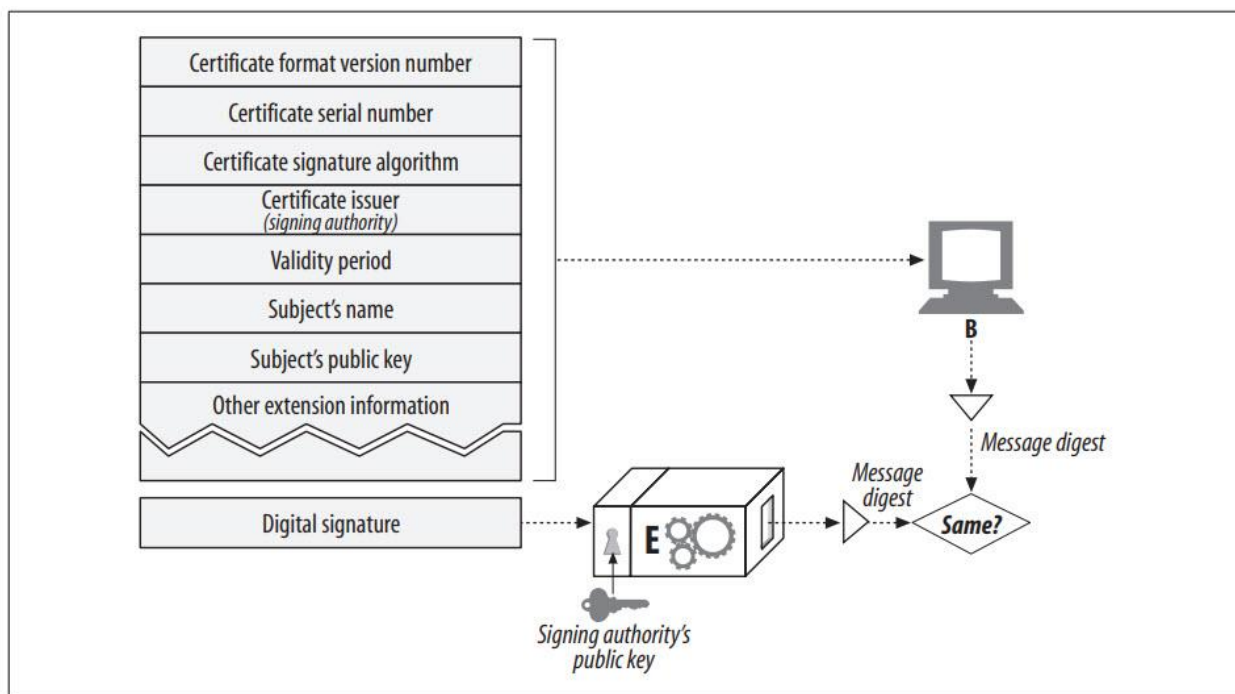 Certificate format version number
Certificate serial number
Certificate signature algorithm
Certificate issuer
(signing authority)
Validity period
Subject's name
Subject's public key
Other extension information
Digital signature
B
Message digest
Message
digest
E
Same?
Signing authority's
public key